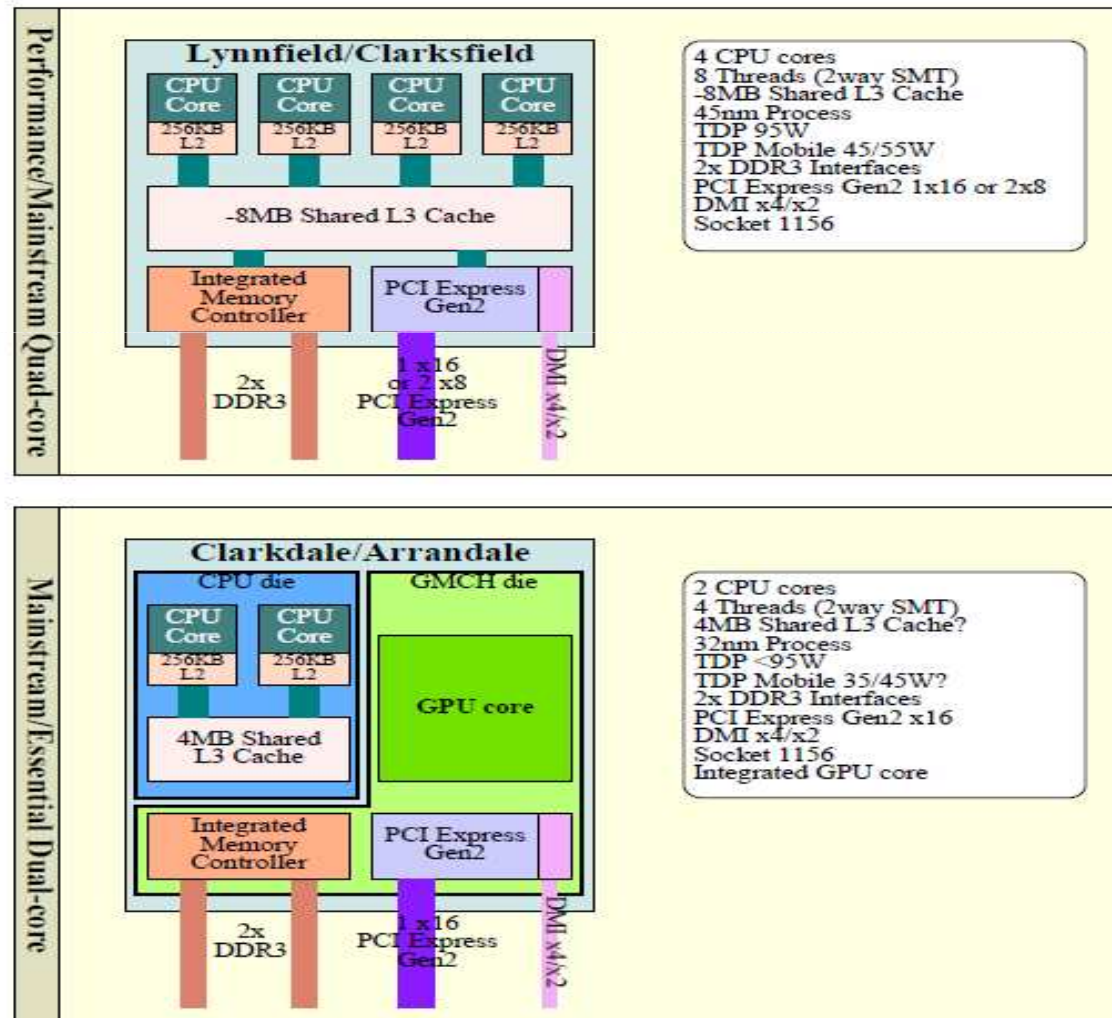 Performance/Mainstream Quad-core
Lynnfield/Clarksfield
CPU
Core
256KB
L2
CPU
Core
256KB
L2
CPU
Core
256KB
L2
CPU
Core
256KB
L2
-8MB Shared L3 Cache
Integrated
Memory
Controller
PCI Express
Gen2
2x
DDR3
1 x16
or 2 x8
PCI Express
Gen2
DMI x4/x2
4 CPU cores
8 Threads (2way SMT)
-8MB Shared L3 Cache
45nm Process
TDP 95W
TDP Mobile 45/55W
2x DDR3 Interfaces
PCI Express Gen2 1x16 or 2x8
DMI x4/x2
Socket 1156
Mainstream/Essential Dual-core
Clarkdale/Arrandale
CPU die
GMCH die
CPU
Core
256KB
L2
CPU
Core
256KB
L2
4MB Shared
L3 Cache
GPU core
Integrated
Memory
Controller
PCI Express
Gen2
2x
DDR3
1 x16
PCI Express
Gen2
DMI x4/x2
2 CPU cores
4 Threads (2way SMT)
4MB Shared L3 Cache?
32nm Process
TDP <95W
TDP Mobile 35/45W?
2x DDR3 Interfaces
PCI Express Gen2 x16
DMI x4/x2
Socket 1156
Integrated GPU core